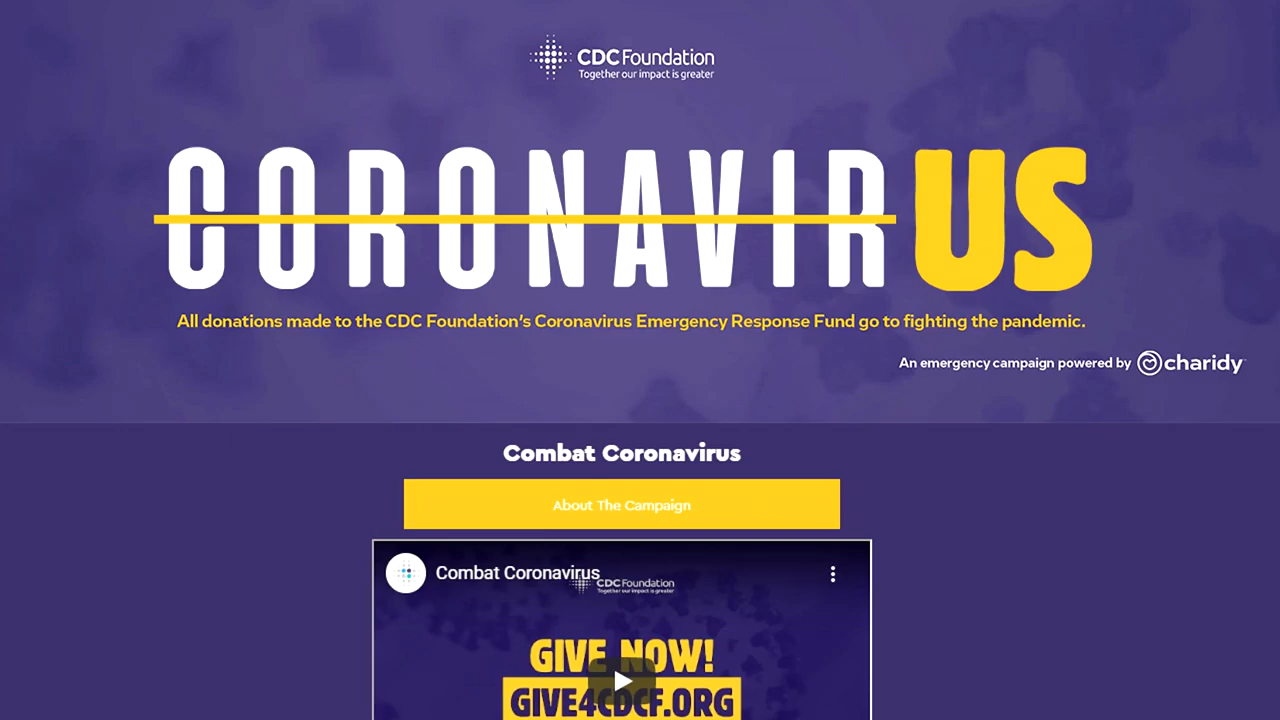 CDC Foundation
Together our impact is greater
CORONAVIRUS
All donations made to the CDC Foundation's Coronavirus Emergency Response Fund go to fighting the pandemic.
An emergency campaign powered by charidy
Combat Coronavirus
About The Campaign
Combat Coronavirus
CDC Foundation
Together our impact is greater
GIVE NOW!
GIVE4CDCF.ORG